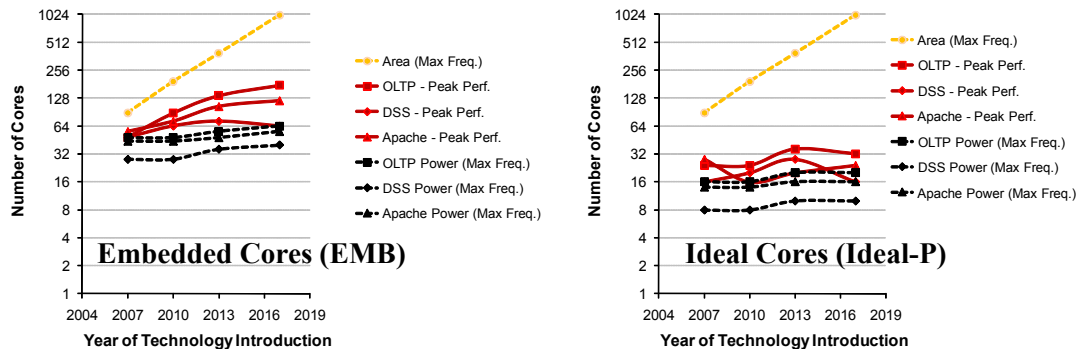 1024
512
256
128
64
32
16
8
4
2
1
Number of Cores
2004 2007 2010 2013 2016 2019
Year of Technology Introduction
Embedded Cores (EMB)
Area (Max Freq.)
OLTP - Peak Perf.
DSS - Peak Perf.
Apache - Peak Perf.
OLTP Power (Max Freq.)
DSS Power (Max Freq.)
Apache Power (Max Freq.)
1024
512
256
128
64
32
16
8
4
2
1
Number of Cores
2004 2007 2010 2013 2016 2019
Year of Technology Introduction
Ideal Cores (Ideal-P)
Area (Max Freq.)
OLTP - Peak Perf.
DSS - Peak Perf.
Apache - Peak Perf.
OLTP Power (Max Freq.)
DSS Power (Max Freq.)
Apache Power (Max Freq.)